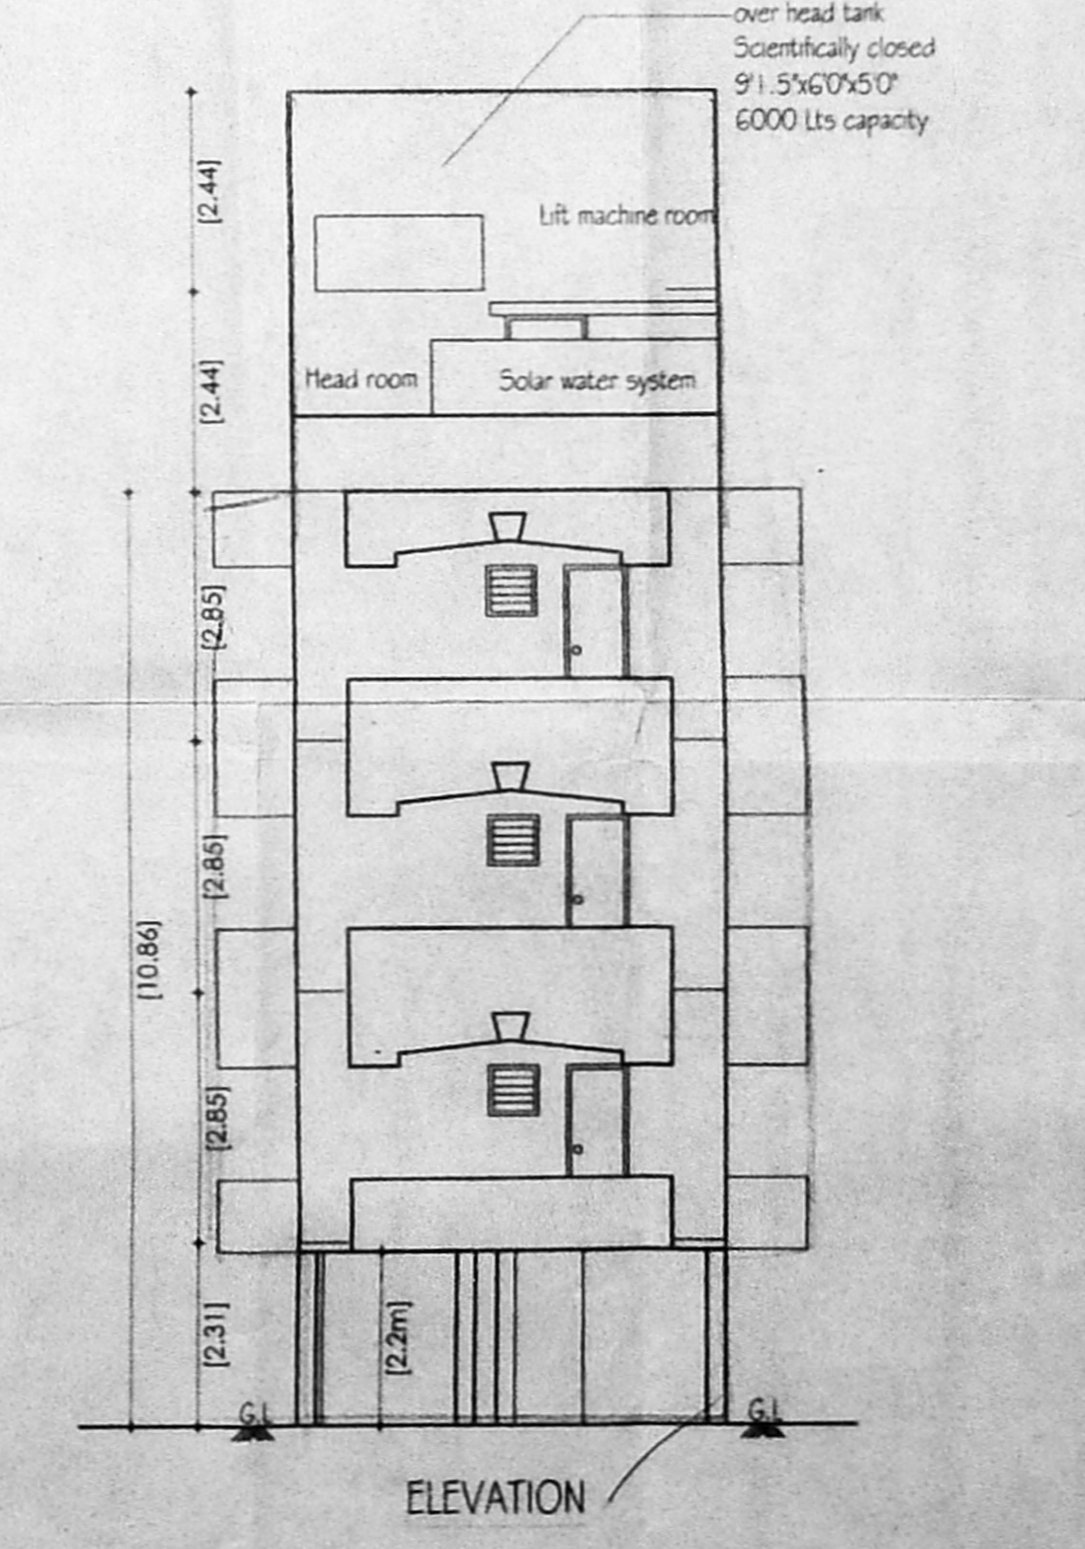 over head tank
Scientifically closed
9'1.5"x6'0"x5'0"
6000 Lts capacity
[2.44]
Lift machine room
[2.44]
Head room
Solar water system
[2.85]
[2.85]
[10.86]
[2.85]
[2.31]
[2.2m]
G.L
G.L
ELEVATION